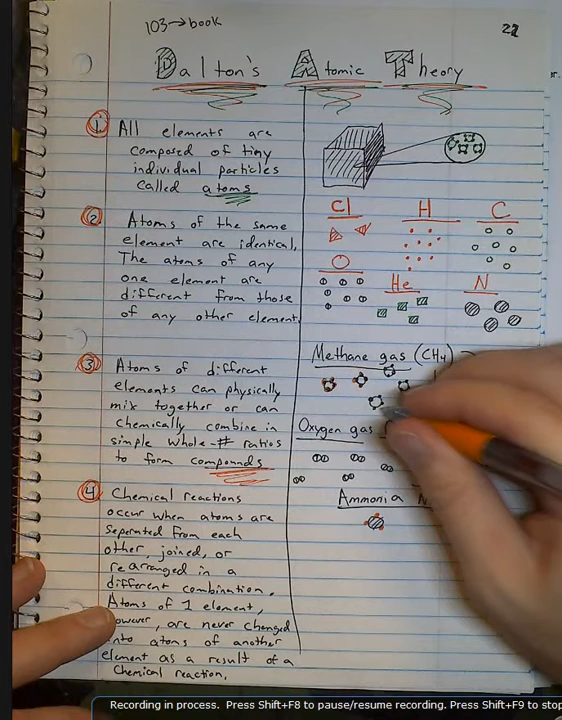 103→book
22
Dalton's Atomic Theory
1 All elements are
composed of tiny
individual particles
called atoms
2 Atoms of the same
element are identical.
The atoms of any
one element are
different from those
of any other element.
3 Atoms of different
elements can physically
mix together or can
chemically combine in
simple whole-# ratios
to form compounds
4 Chemical reactions
occur when atoms are
seperated from each
other, joined, or
rearranged in a
different combination.
Atoms of 1 element,
however, are never changed
into atoms of another
element as a result of a
Chemical reaction.
Cl H C
O He N
Methane gas (CH4)
Oxygen gas (
Ammonia N
Recording in process. Press Shift+F8 to pause/resume recording. Press Shift+F9 to stop